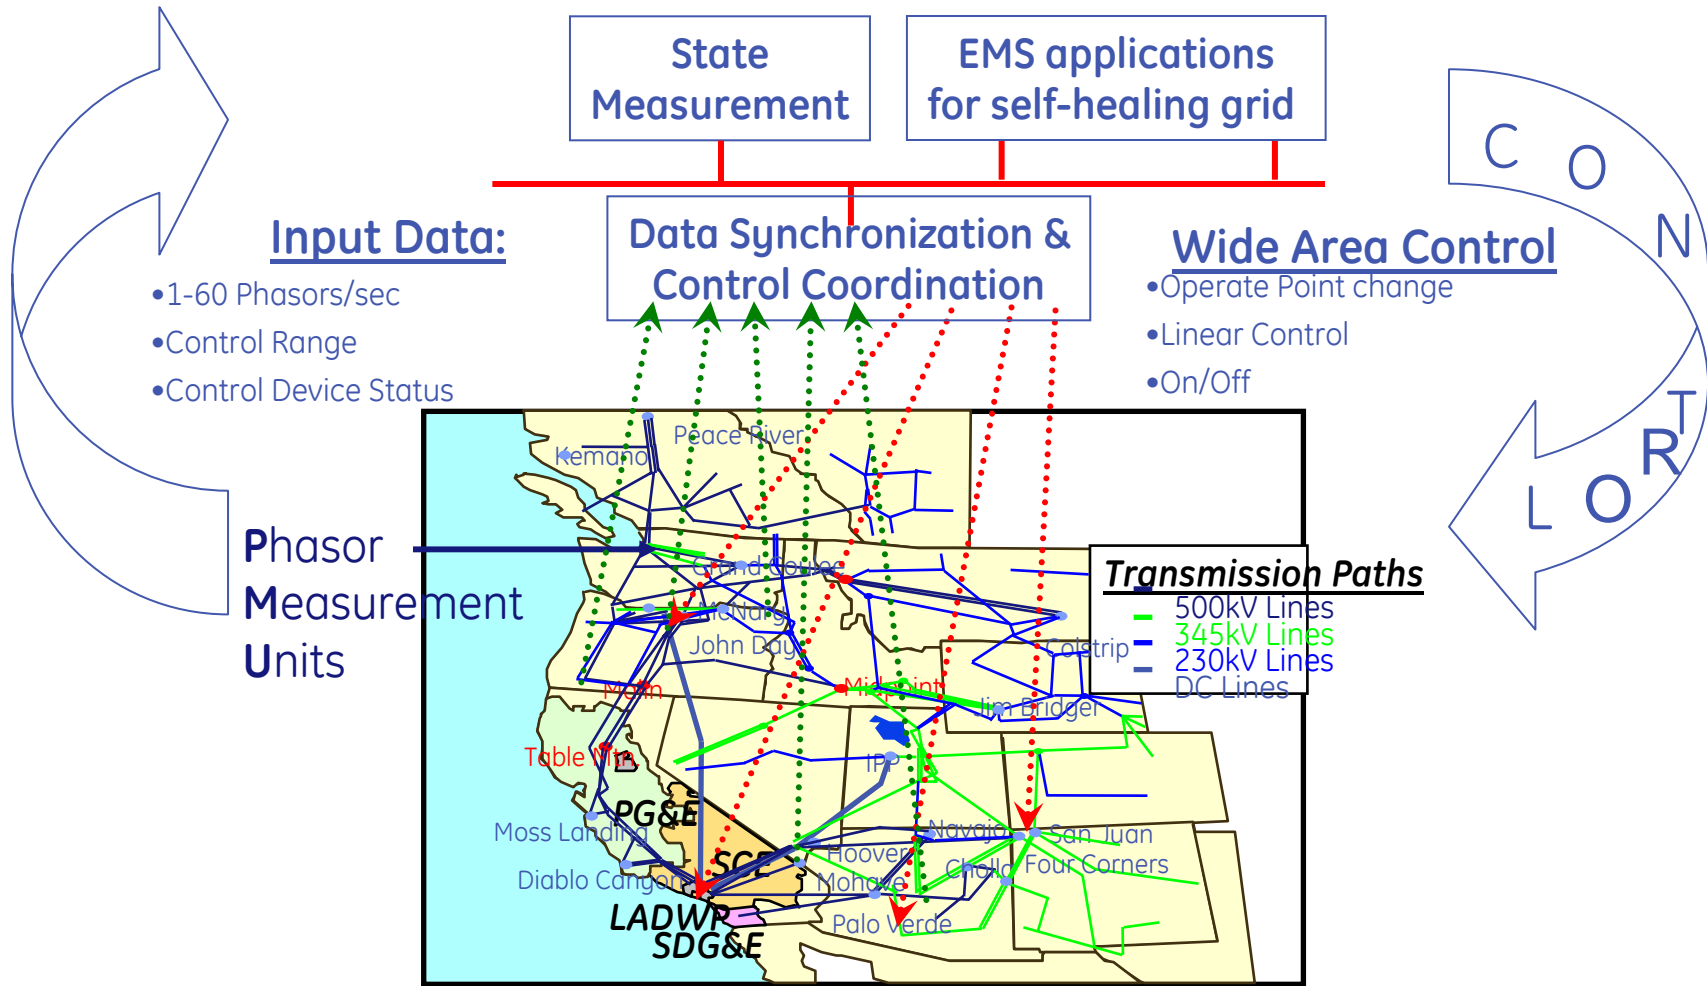 State
Measurement
EMS applications
for self-healing grid
Data Synchronization &
Control Coordination
Input Data:
•1-60 Phasors/sec
•Control Range
•Control Device Status
Wide Area Control
•Operate Point change
•Linear Control
•On/Off
CONTROL
Phasor
Measurement
Units
Peace River
Kemano
Grand Coulee
McNary
John Day
Malin
Midpoint
Colstrip
Jim Bridger
Table Mtn.
IPP
PG&E
Moss Landing
SCE
Diablo Canyon
Hoover
Mohave
Navajo
San Juan
Cholla
Four Corners
LADWP
SDG&E
Palo Verde
Transmission Paths
500kV Lines
345kV Lines
230kV Lines
DC Lines